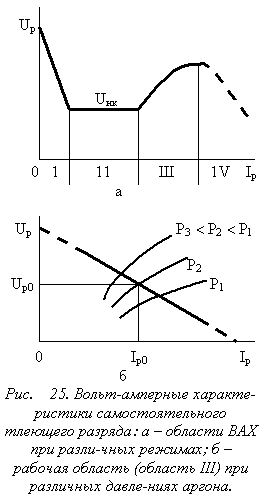 Uр
Uнк
0 1 11 Ш 1V Iр
а
Uр
P3 < P2 < P1
P2
Uр0
P1
0 Iр0 Iр
б
Рис. 25. Вольт-амперные характе-
ристики самостоятельного
тлеющего разряда: а – области ВАХ
при разли-чных режимах; б –
рабочая область (область III) при
различных давле-ниях аргона.